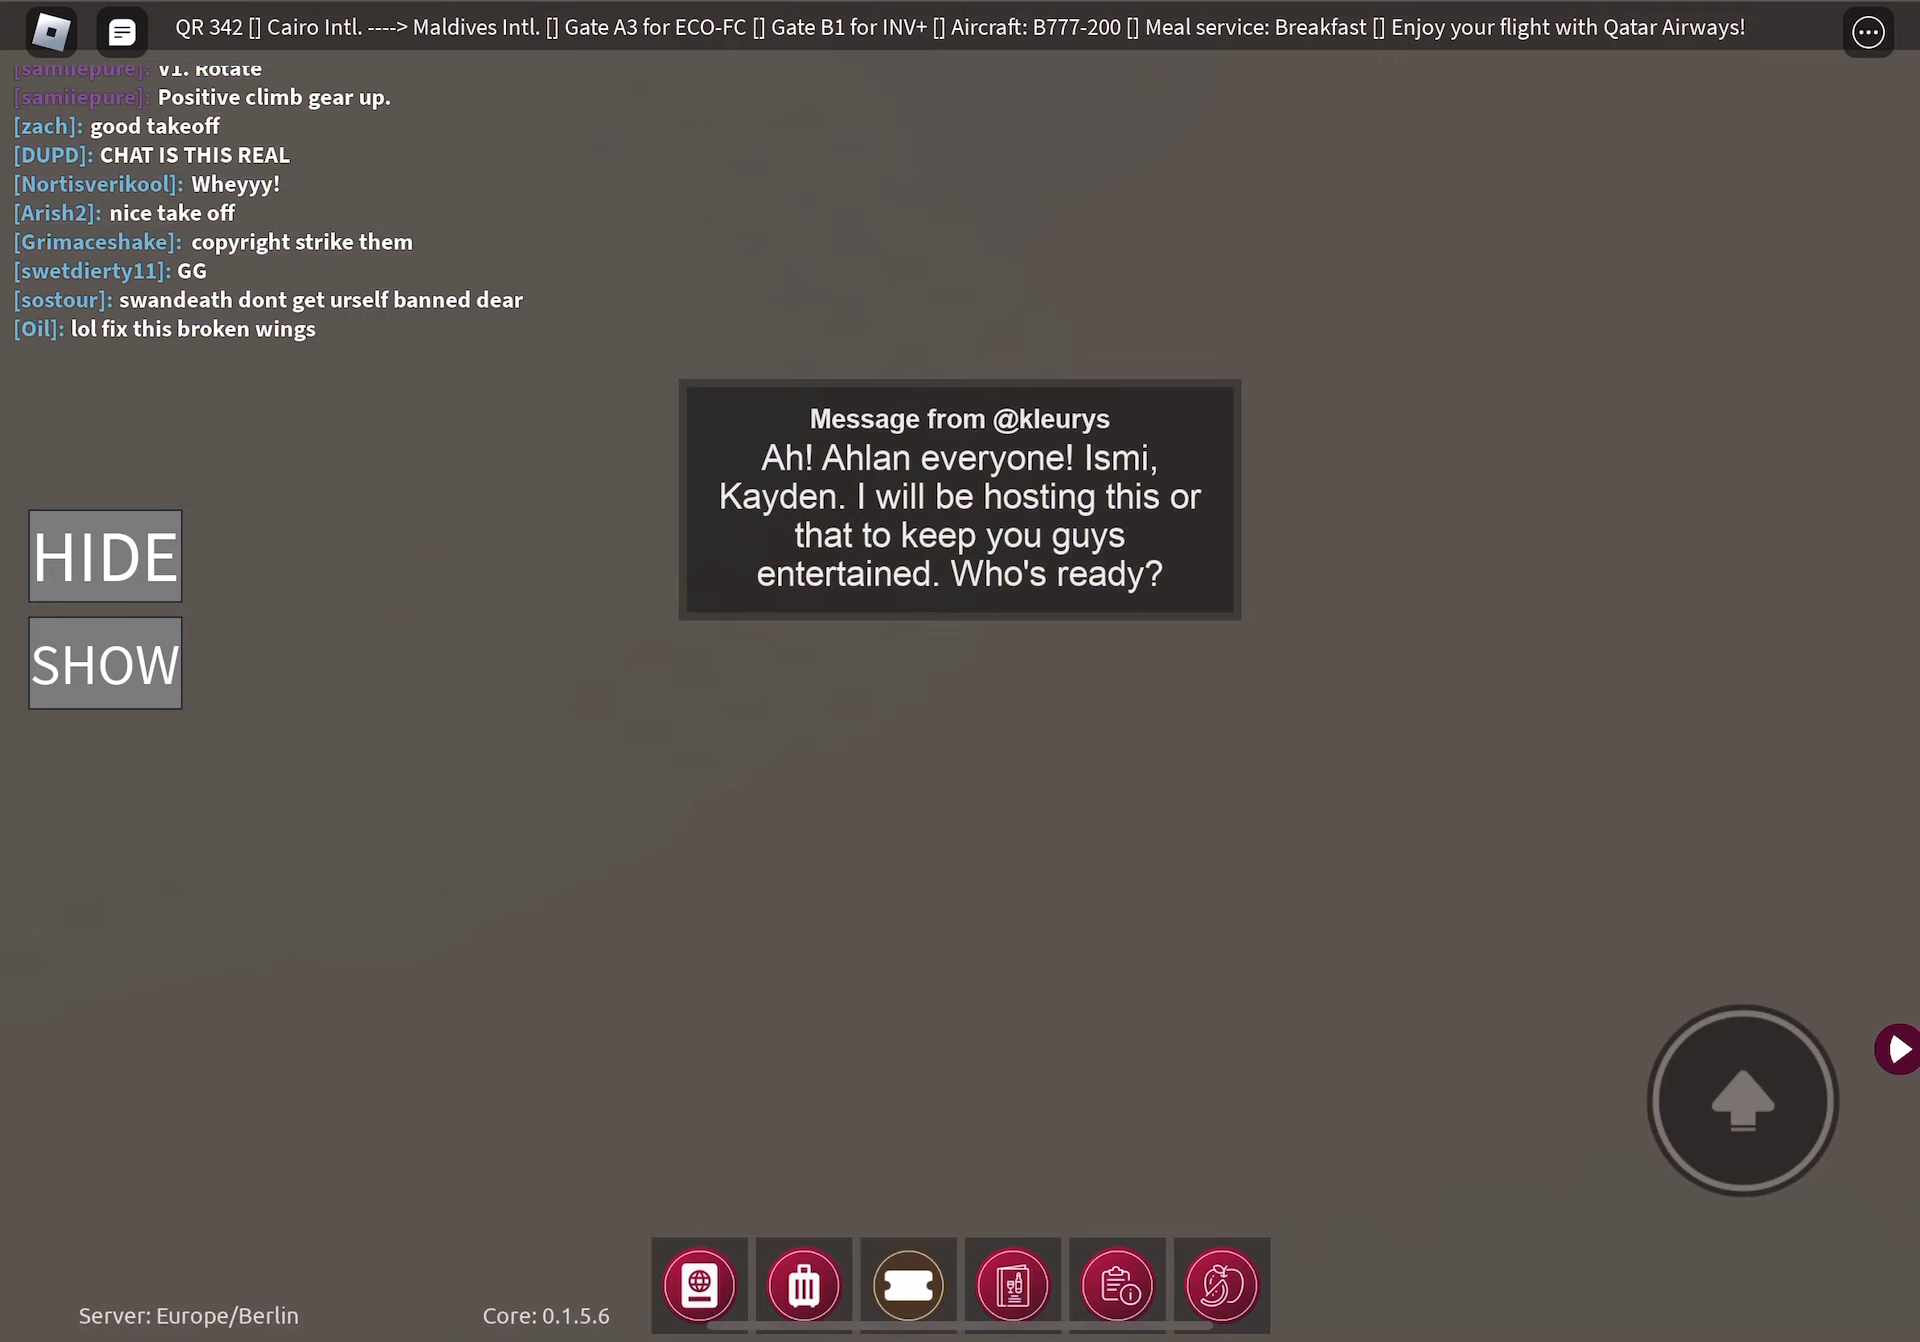 QR 342 [] Cairo Intl. ----> Maldives Intl. [] Gate A3 for ECO-FC [] Gate B1 for INV+ [] Aircraft: B777-200 [] Meal service: Breakfast [] Enjoy your flight with Qatar Airways!
[samiiepure]: V1. Rotate
[samiiepure]: Positive climb gear up.
[zach]: good takeoff
[DUPD]: CHAT IS THIS REAL
[Nortisverikool]: Wheyyy!
[Arish2]: nice take off
[Grimaceshake]: copyright strike them
[swetdierty11]: GG
[sostour]: swandeath dont get urself banned dear
[Oil]: lol fix this broken wings
Message from @kleurys
Ah! Ahlan everyone! Ismi,
Kayden. I will be hosting this or
that to keep you guys
entertained. Who's ready?
HIDE
SHOW
Server: Europe/Berlin
Core: 0.1.5.6